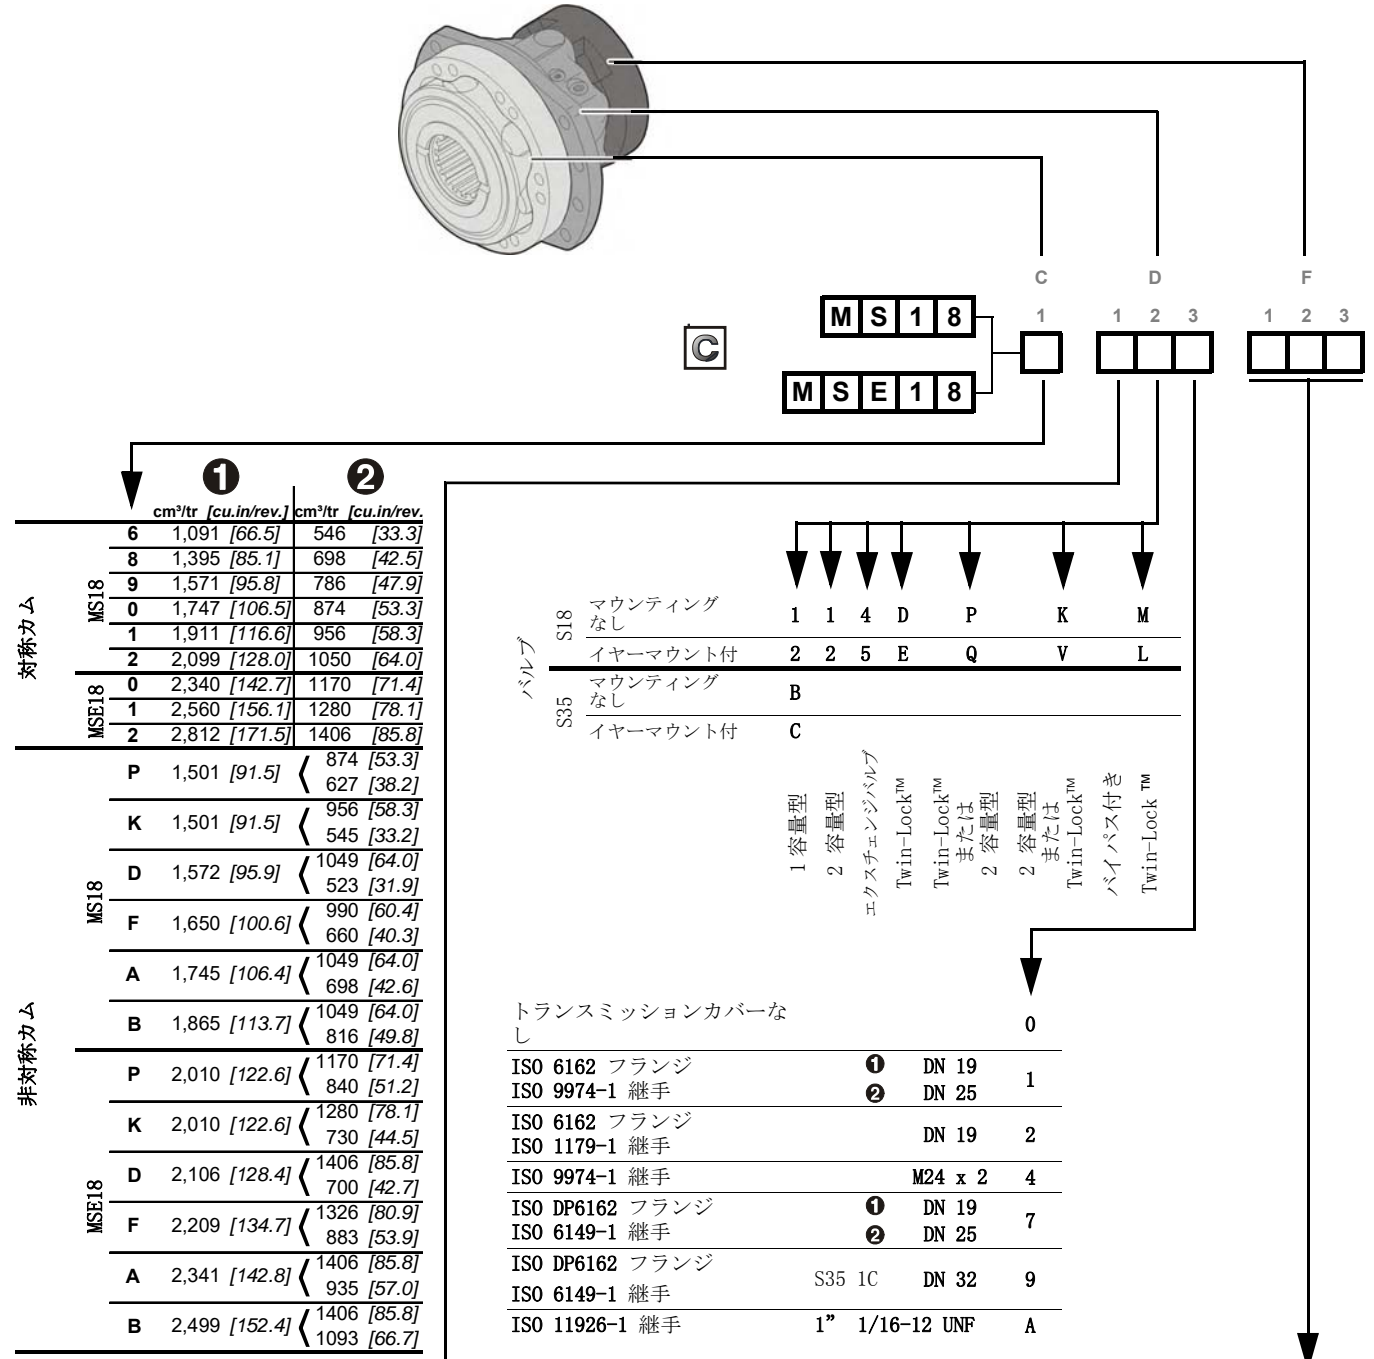 C D F
1 1 2 3 1 2 3
M S 1 8
C
M S E 1 8
❶ ❷
cm³/tr [cu.in/rev.] cm³/tr [cu.in/rev.
対称カム
MS18
6 1,091 [66.5] 546 [33.3]
8 1,395 [85.1] 698 [42.5]
9 1,571 [95.8] 786 [47.9]
0 1,747 [106.5] 874 [53.3]
1 1,911 [116.6] 956 [58.3]
2 2,099 [128.0] 1050 [64.0]
MSE18
0 2,340 [142.7] 1170 [71.4]
1 2,560 [156.1] 1280 [78.1]
2 2,812 [171.5] 1406 [85.8]
非対称カム
MS18
P 1,501 [91.5] 874 [53.3]
627 [38.2]
K 1,501 [91.5] 956 [58.3]
545 [33.2]
D 1,572 [95.9] 1049 [64.0]
523 [31.9]
F 1,650 [100.6] 990 [60.4]
660 [40.3]
A 1,745 [106.4] 1049 [64.0]
698 [42.6]
B 1,865 [113.7] 1049 [64.0]
816 [49.8]
MSE18
P 2,010 [122.6] 1170 [71.4]
840 [51.2]
K 2,010 [122.6] 1280 [78.1]
730 [44.5]
D 2,106 [128.4] 1406 [85.8]
700 [42.7]
F 2,209 [134.7] 1326 [80.9]
883 [53.9]
A 2,341 [142.8] 1406 [85.8]
935 [57.0]
B 2,499 [152.4] 1406 [85.8]
1093 [66.7]
バルブ
S18
マウンティング
なし 1 1 4 D P K M
イヤーマウント付 2 2 5 E Q V L
S35
マウンティング
なし B
イヤーマウント付 C
1 容量型
2 容量型
エクスチェンジバルブ
Twin-Lock™
Twin-Lock™
または
2 容量型
2 容量型
または
Twin-Lock™
バイパス付き
Twin-Lock ™
トランスミッションカバーな
し 0
ISO 6162 フランジ ❶ DN 19
ISO 9974-1 継手 ❷ DN 25
1
ISO 6162 フランジ
ISO 1179-1 継手
DN 19 2
ISO 9974-1 継手 M24 x 2 4
ISO DP6162 フランジ ❶ DN 19
ISO 6149-1 継手 ❷ DN 25
7
ISO DP6162 フランジ
ISO 6149-1 継手
S35 1C DN 32 9
ISO 11926-1 継手 1” 1/16-12 UNF A